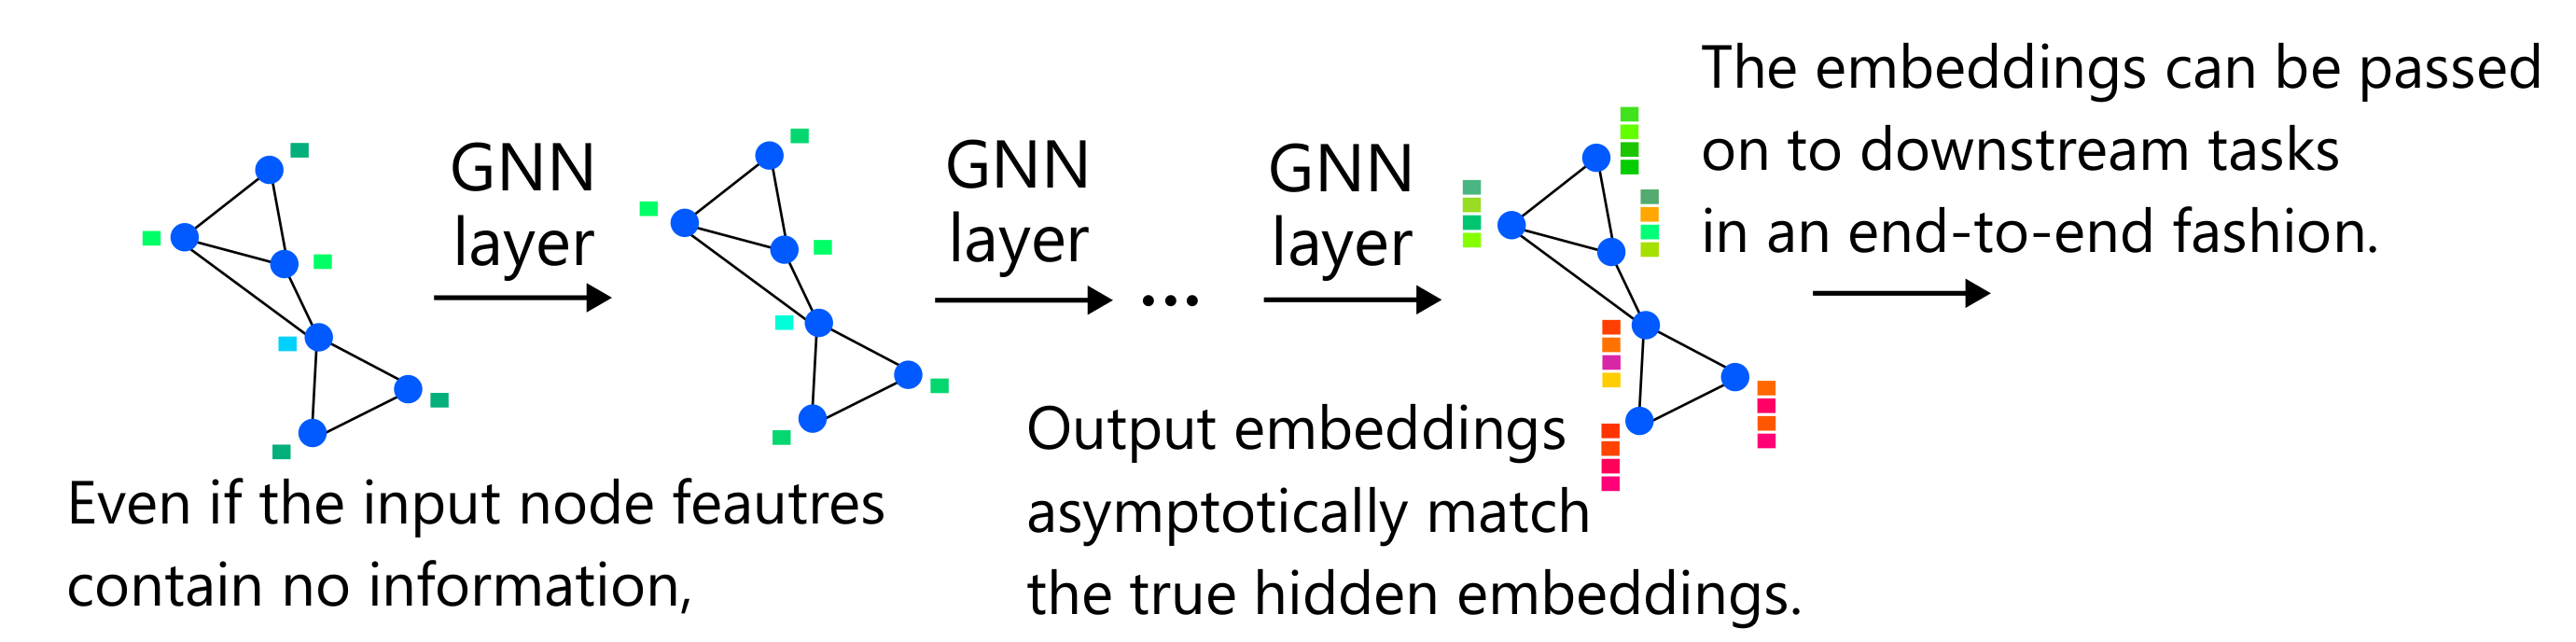 GNN
layer
GNN
layer
...
GNN
layer
The embeddings can be passed
on to downstream tasks
in an end-to-end fashion.
Even if the input node feautres
contain no information,
Output embeddings
asymptotically match
the true hidden embeddings.